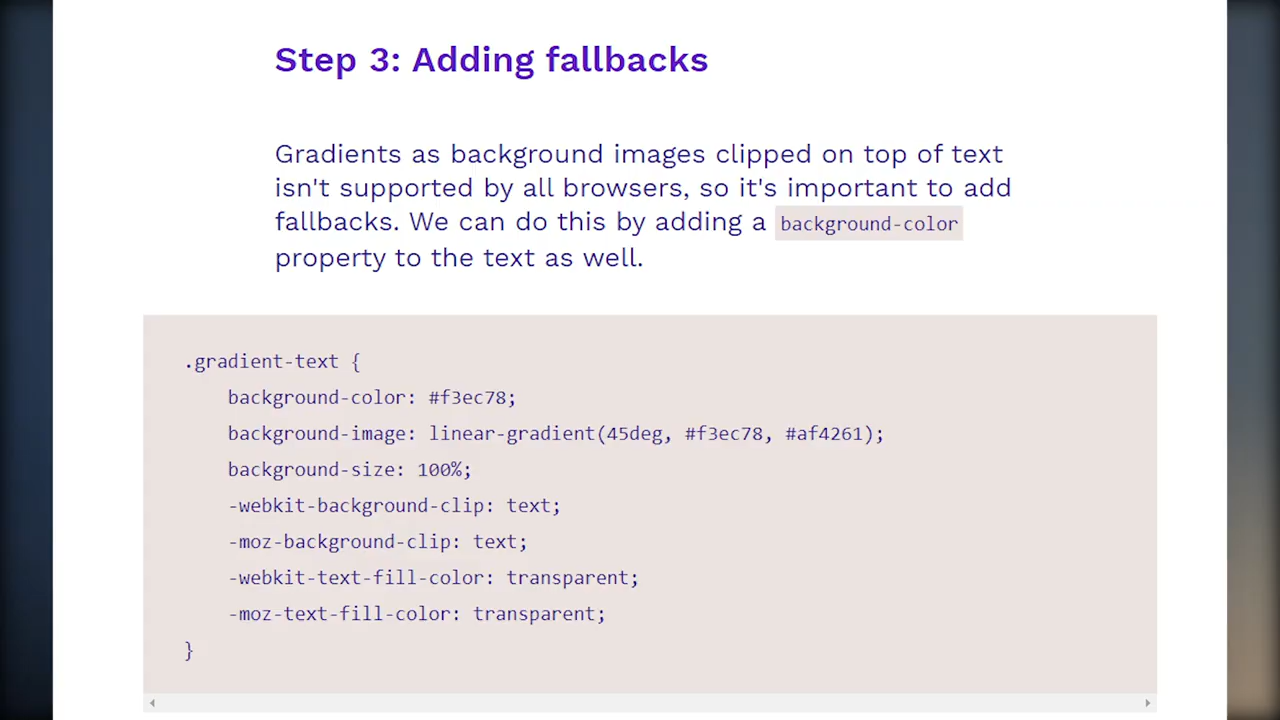 Step 3: Adding fallbacks
Gradients as background images clipped on top of text
isn't supported by all browsers, so it's important to add
fallbacks. We can do this by adding a background-color
property to the text as well.
.gradient-text {
    background-color: #f3ec78;
    background-image: linear-gradient(45deg, #f3ec78, #af4261);
    background-size: 100%;
    -webkit-background-clip: text;
    -moz-background-clip: text;
    -webkit-text-fill-color: transparent;
    -moz-text-fill-color: transparent;
}